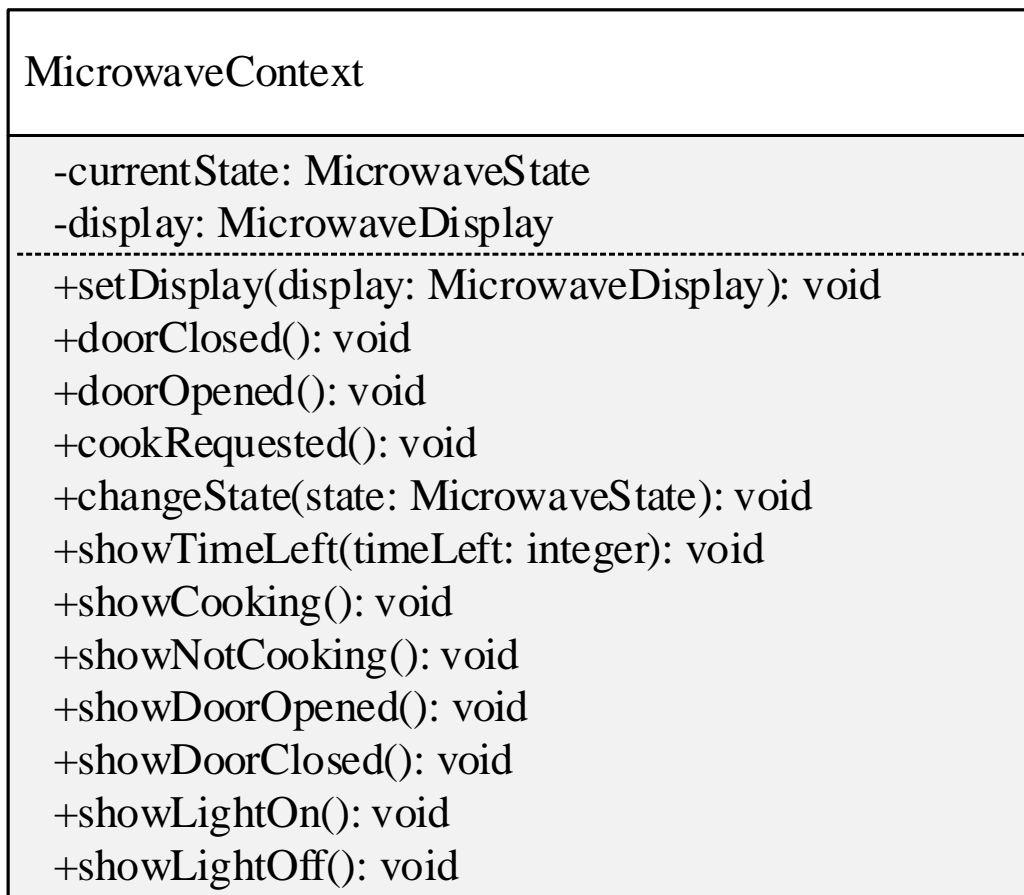 MicrowaveContext
-currentState: MicrowaveState
-display: MicrowaveDisplay
+setDisplay(display: MicrowaveDisplay): void
+doorClosed(): void
+doorOpened(): void
+cookRequested(): void
+changeState(state: MicrowaveState): void
+showTimeLeft(timeLeft: integer): void
+showCooking(): void
+showNotCooking(): void
+showDoorOpened(): void
+showDoorClosed(): void
+showLightOn(): void
+showLightOff(): void